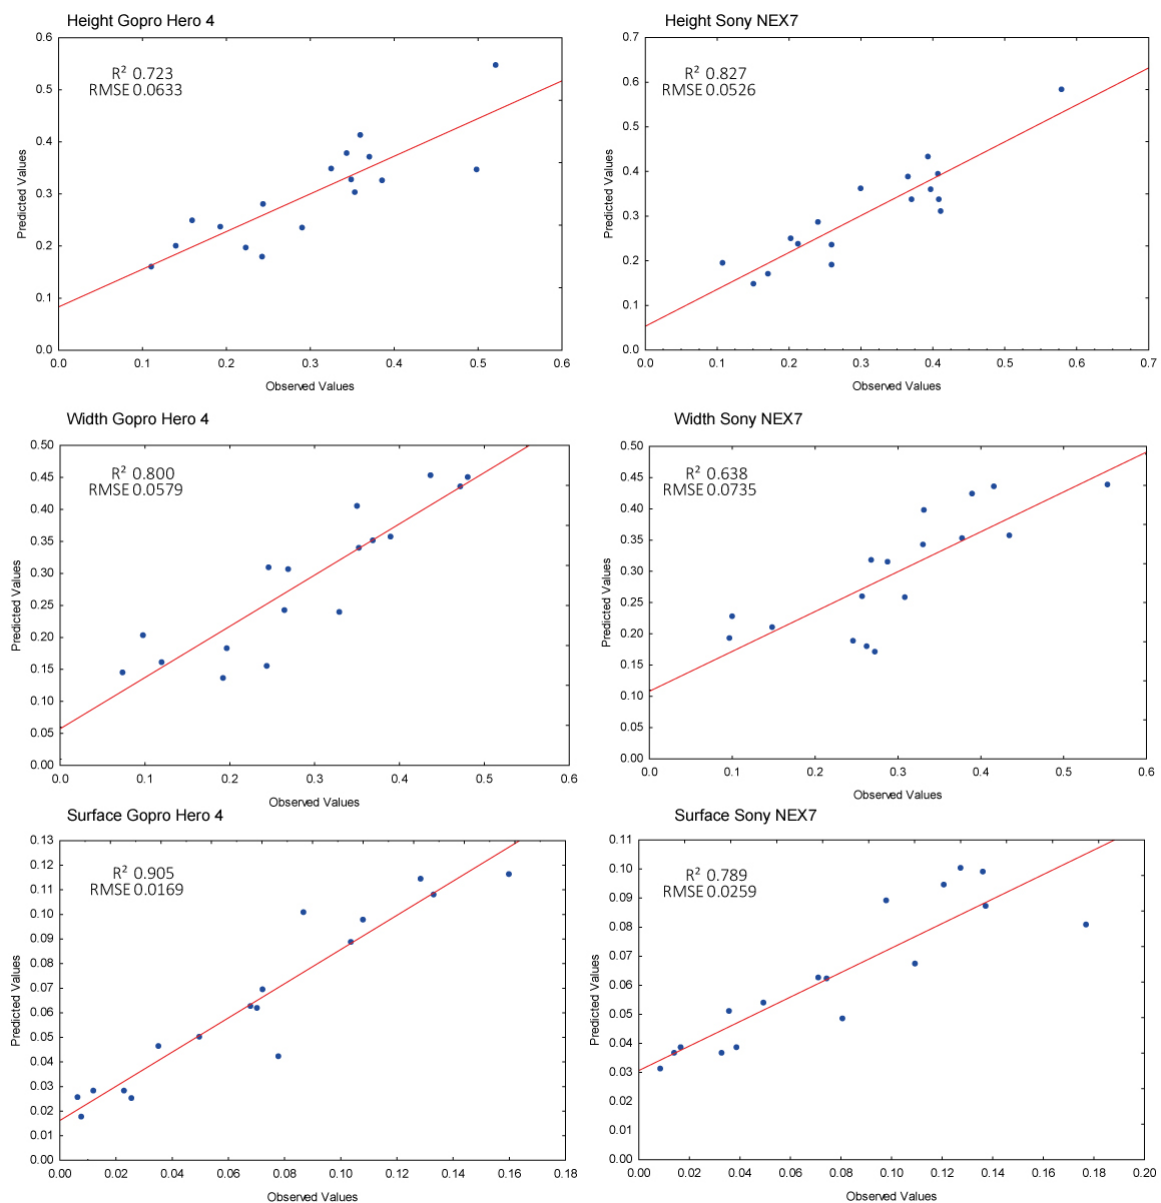 Height Gopro Hero 4
R² 0.723
RMSE 0.0633
Predicted Values
0.6
0.5
0.4
0.3
0.2
0.1
0.0
0.0 0.1 0.2 0.3 0.4 0.5 0.6
Observed Values
Height Sony NEX7
R² 0.827
RMSE 0.0526
Predicted Values
0.7
0.6
0.5
0.4
0.3
0.2
0.1
0.0
0.0 0.1 0.2 0.3 0.4 0.5 0.6 0.7
Observed Values
Width Gopro Hero 4
R² 0.800
RMSE 0.0579
Predicted Values
0.50
0.45
0.40
0.35
0.30
0.25
0.20
0.15
0.10
0.05
0.00
0.0 0.1 0.2 0.3 0.4 0.5 0.6
Observed Values
Width Sony NEX7
R² 0.638
RMSE 0.0735
Predicted Values
0.50
0.45
0.40
0.35
0.30
0.25
0.20
0.15
0.10
0.05
0.00
0.0 0.1 0.2 0.3 0.4 0.5 0.6
Observed Values
Surface Gopro Hero 4
R² 0.905
RMSE 0.0169
Predicted Values
0.13
0.12
0.11
0.10
0.09
0.08
0.07
0.06
0.05
0.04
0.03
0.02
0.01
0.00
0.00 0.02 0.04 0.06 0.08 0.10 0.12 0.14 0.16 0.18
Observed Values
Surface Sony NEX7
R² 0.789
RMSE 0.0259
Predicted Values
0.11
0.10
0.09
0.08
0.07
0.06
0.05
0.04
0.03
0.02
0.01
0.00
0.00 0.02 0.04 0.06 0.08 0.10 0.12 0.14 0.16 0.18 0.20
Observed Values